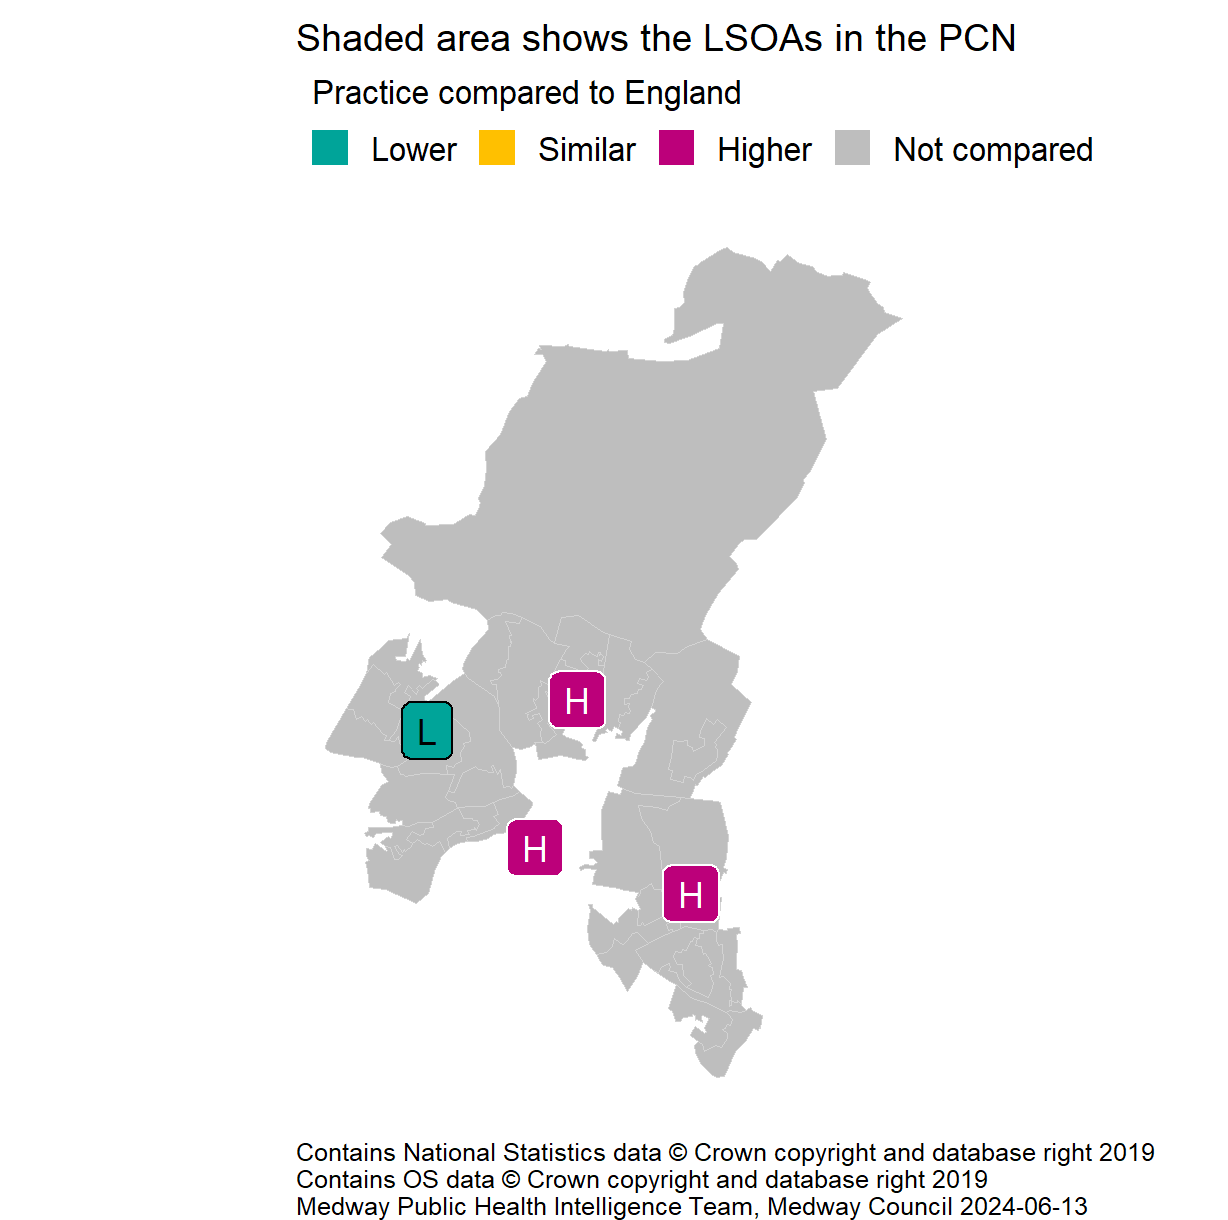 Shaded area shows the LSOAs in the PCN
Practice compared to England
Lower Similar Higher Not compared
H
L
H
H
Contains National Statistics data © Crown copyright and database right 2019
Contains OS data © Crown copyright and database right 2019
Medway Public Health Intelligence Team, Medway Council 2024-06-13